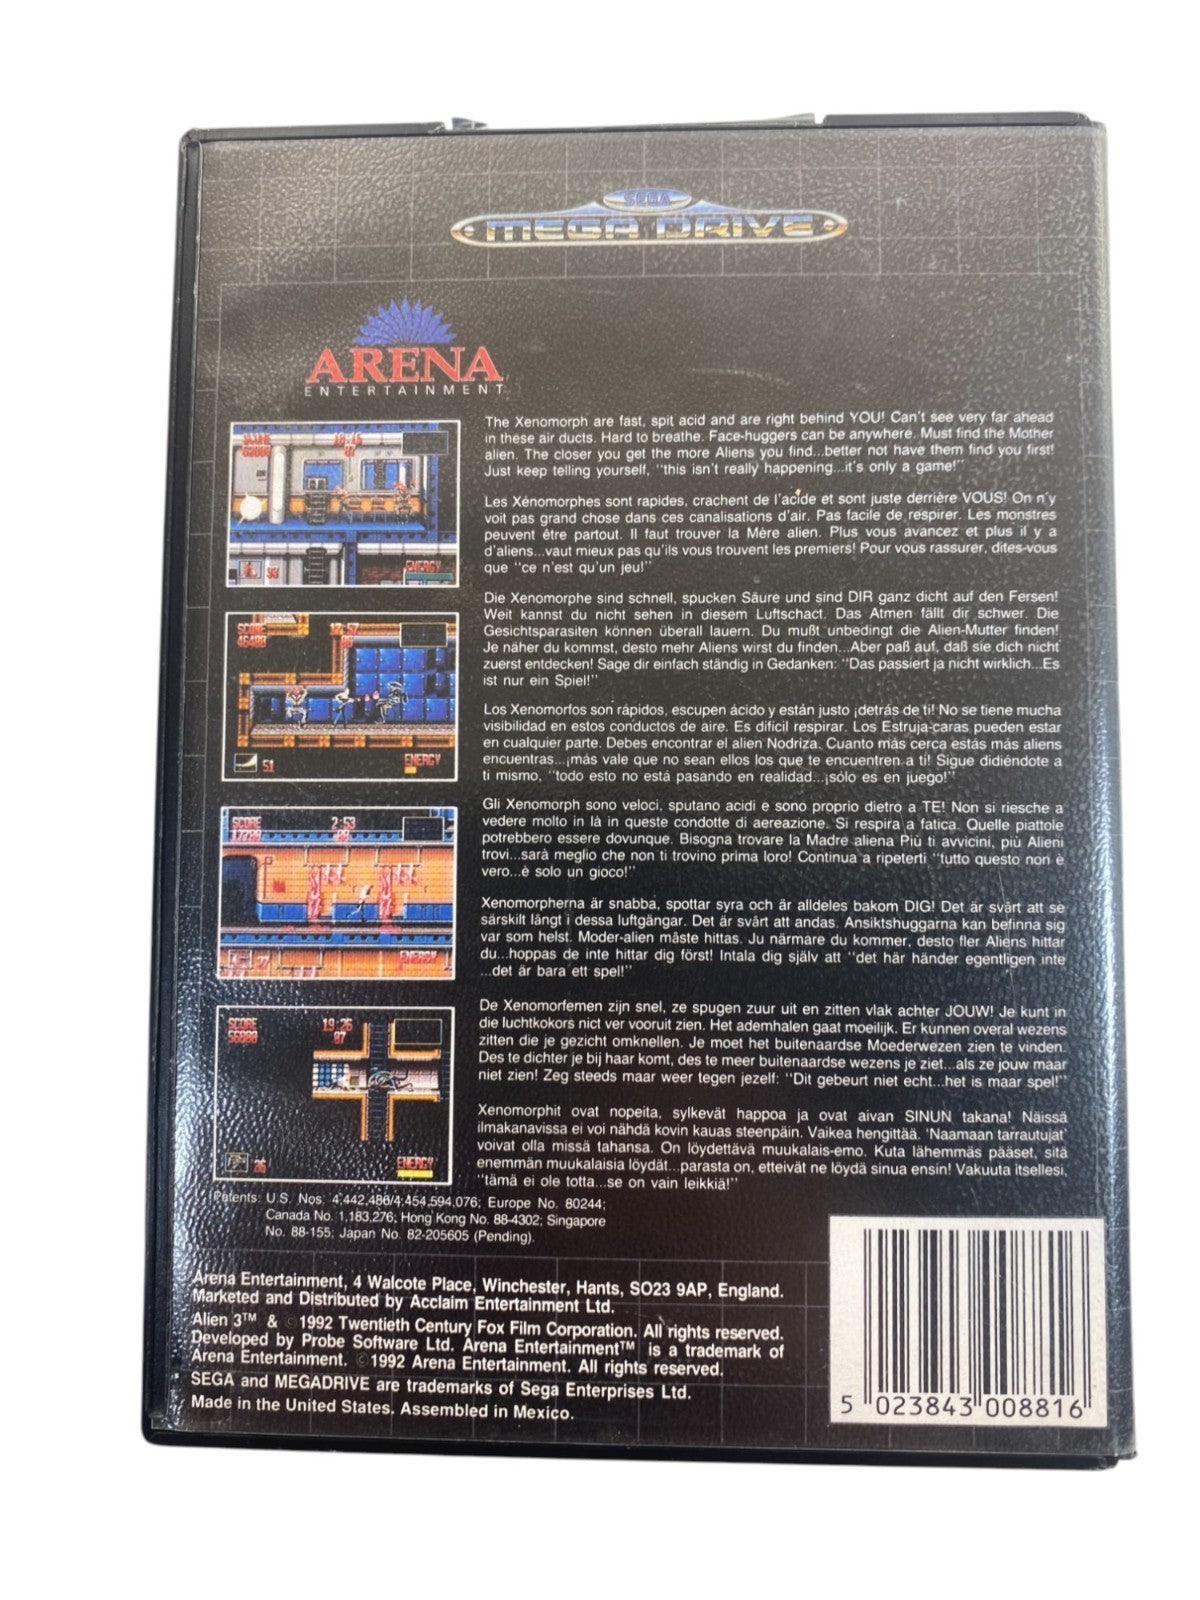 SEGA
MEGA DRIVE
ARENA
ENTERTAINMENT
The Xenomorph are fast, spit acid and are right behind YOU! Can't see very far ahead
in these air ducts. Hard to breathe. Face-huggers can be anywhere. Must find the Mother
alien. The closer you get the more Aliens you find...better not have them find you first!
Just keep telling yourself, "this isn't really happening...it's only a game!"
Les Xénomorphes sont rapides, crachent de l'acide et sont juste derrière VOUS! On n'y
voit pas grand chose dans ces canalisations d'air. Pas facile de respirer. Les monstres
peuvent être partout. Il faut trouver la Mère alien. Plus vous avancez et plus il y a
d'aliens...vaut mieux pas qu'ils vous trouvent les premiers! Pour vous rassurer, dites-vous
que "ce n'est qu'un jeu!"
Die Xenomorphe sind schnell, spucken Säure und sind DIR ganz dicht auf den Fersen!
Weit kannst du nicht sehen in diesem Luftschact. Das Atmen fällt dir schwer. Die
Gesichtsparasiten können überall lauern. Du mußt unbedingt die Alien-Mutter finden!
Je näher du kommst, desto mehr Aliens wirst du finden...Aber paß auf, daß sie dich nicht
zuerst entdecken! Sage dir einfach ständig in Gedanken: "Das passiert ja nicht wirklich...Es
ist nur ein Spiel!"
Los Xenomorfos son rápidos, escupen ácido y están justo ¡detrás de ti! No se tiene mucha
visibilidad en estos conductos de aire. Es difícil respirar. Los Estruja-caras pueden estar
en cualquier parte. Debes encontrar el alien Nodriza. Cuanto más cerca estás más aliens
encuentras...¡más vale que no sean ellos los que te encuentren a ti! Sigue didiéndote a
ti mismo, "todo esto no está pasando en realidad...¡sólo es en juego!"
Gli Xenomorph sono veloci, sputano acidi e sono proprio dietro a TE! Non si riesche a
vedere molto in là in queste condotte di aereazione. Si respira a fatica. Quelle piattole
potrebbero essere dovunque. Bisogna trovare la Madre aliena Più ti avvicini, più Alieni
trovi...sarà meglio che non ti trovino prima loro! Continua a ripeterti "tutto questo non è
vero...è solo un gioco!"
Xenomorpherna är snabba, spottar syra och är alldeles bakom DIG! Det är svårt att se
särskilt långt i dessa luftgångar. Det är svårt att andas. Ansiktshuggarna kan befinna sig
var som helst. Moder-alien måste hittas. Ju närmare du kommer, desto fler Aliens hittar
du...hoppas de inte hittar dig först! Intala dig själv att "det här händer egentligen inte
...det är bara ett spel!"
De Xenomorfemen zijn snel, ze spugen zuur uit en zitten vlak achter JOUW! Je kunt in
die luchtkokors nict ver vooruit zien. Het ademhalen gaat moeilijk. Er kunnen overal wezens
zitten die je gezicht omknellen. Je moet het buitenaardse Moederwezen zien te vinden.
Des te dichter je bij haar komt, des te meer buitenaardse wezens je ziet...als ze jouw maar
niet zien! Zeg steeds maar weer tegen jezelf: "Dit gebeurt niet echt...het is maar spel!"
Xenomorphit ovat nopeita, sylkevät happoa ja ovat aivan SINUN takana! Näissä
ilmakanavissa ei voi nähdä kovin kauas steenpäin. Vaikea hengittää. 'Naamaan tarrautujat'
voivat olla missä tahansa. On löydettävä muukalais-emo. Kuta lähemmäs pääset, sitä
enemmän muukalaisia löydät...parasta on, etteivät ne löydä sinua ensin! Vakuuta itsellesi,
"tämä ei ole totta...se on vain leikkiä!"
SCORE 18:16
62800 07
93 ENERGY
SCORE 17:57
46400 06
51 ENERGY
SCORE 2:53
17700 00
37 ENERGY
SCORE 19:26
56800 07
26 ENERGY
Patents: U.S. Nos. 4,442,486/4,454,594,076; Europe No. 80244;
Canada No. 1,183,276; Hong Kong No. 88-4302; Singapore
No. 88-155; Japan No. 82-205605 (Pending).
Arena Entertainment, 4 Walcote Place, Winchester, Hants, SO23 9AP, England.
Marketed and Distributed by Acclaim Entertainment Ltd.
Alien 3™ & ©1992 Twentieth Century Fox Film Corporation. All rights reserved.
Developed by Probe Software Ltd. Arena Entertainment™ is a trademark of
Arena Entertainment. ©1992 Arena Entertainment. All rights reserved.
SEGA and MEGADRIVE are trademarks of Sega Enterprises Ltd.
Made in the United States. Assembled in Mexico.
5 023843 008816